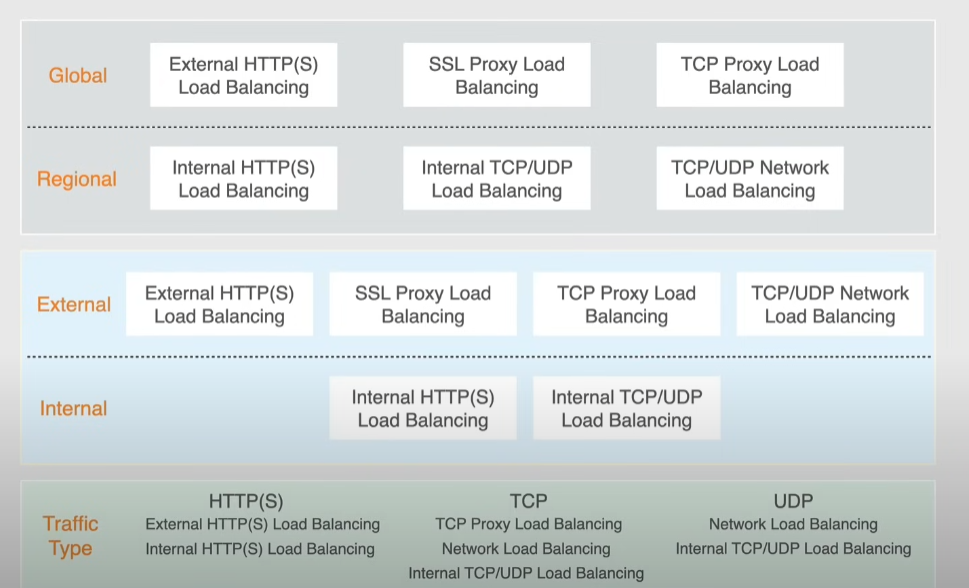 Global
External HTTP(S)
Load Balancing
SSL Proxy Load
Balancing
TCP Proxy Load
Balancing
Regional
Internal HTTP(S)
Load Balancing
Internal TCP/UDP
Load Balancing
TCP/UDP Network
Load Balancing
External
External HTTP(S)
Load Balancing
SSL Proxy Load
Balancing
TCP Proxy Load
Balancing
TCP/UDP Network
Load Balancing
Internal
Internal HTTP(S)
Load Balancing
Internal TCP/UDP
Load Balancing
Traffic
Type
HTTP(S)
External HTTP(S) Load Balancing
Internal HTTP(S) Load Balancing
TCP
TCP Proxy Load Balancing
Network Load Balancing
Internal TCP/UDP Load Balancing
UDP
Network Load Balancing
Internal TCP/UDP Load Balancing